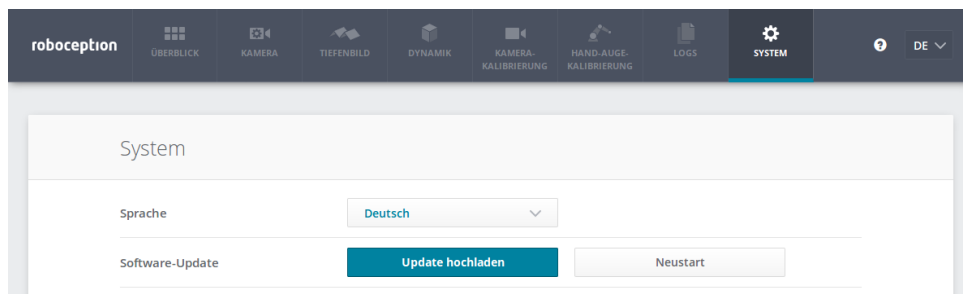 roboception
ÜBERBLICK
KAMERA
TIEFENBILD
DYNAMIK
KAMERA-
KALIBRIERUNG
HAND-AUGE-
KALIBRIERUNG
LOGS
SYSTEM
?
DE
System
Sprache
Deutsch
Software-Update
Update hochladen
Neustart